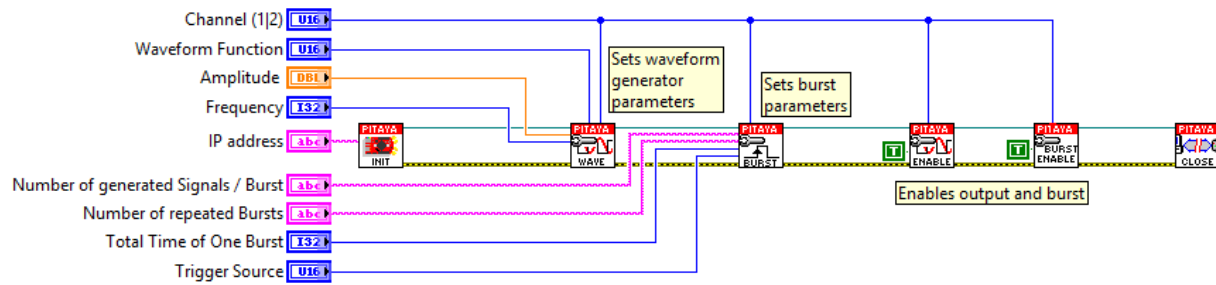 Channel (1|2) U16
Waveform Function U16
Amplitude DBL
Frequency I32
IP address abc
Number of generated Signals / Burst abc
Number of repeated Bursts abc
Total Time of One Burst I32
Trigger Source U16
PITAYA
INIT
Sets waveform
generator
parameters
PITAYA
WAVE
Sets burst
parameters
PITAYA
BURST
T
PITAYA
ENABLE
T
PITAYA
BURST
ENABLE
Enables output and burst
PITAYA
CLOSE